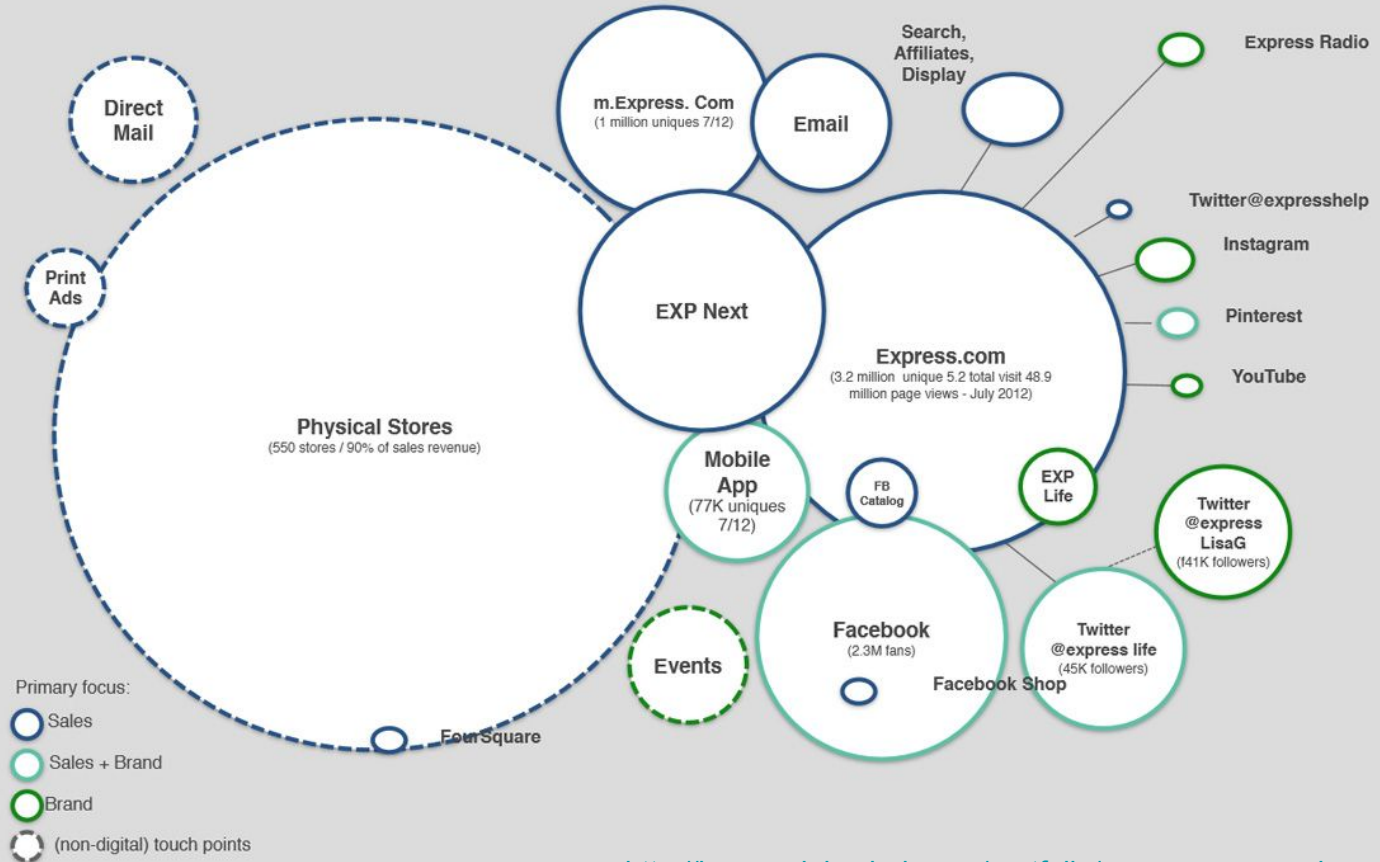 Direct
Mail
Print
Ads
Physical Stores
(550 stores / 90% of sales revenue)
FourSquare
m.Express. Com
(1 million uniques 7/12)
Email
Search,
Affiliates,
Display
Express Radio
Twitter@expresshelp
Instagram
Pinterest
YouTube
EXP Next
Express.com
(3.2 million unique 5.2 total visit 48.9
million page views - July 2012)
Mobile
App
(77K uniques
7/12)
FB
Catalog
EXP
Life
Twitter
@express
LisaG
(f41K followers)
Twitter
@express life
(45K followers)
Facebook
(2.3M fans)
Facebook Shop
Events
Primary focus:
Sales
Sales + Brand
Brand
(non-digital) touch points